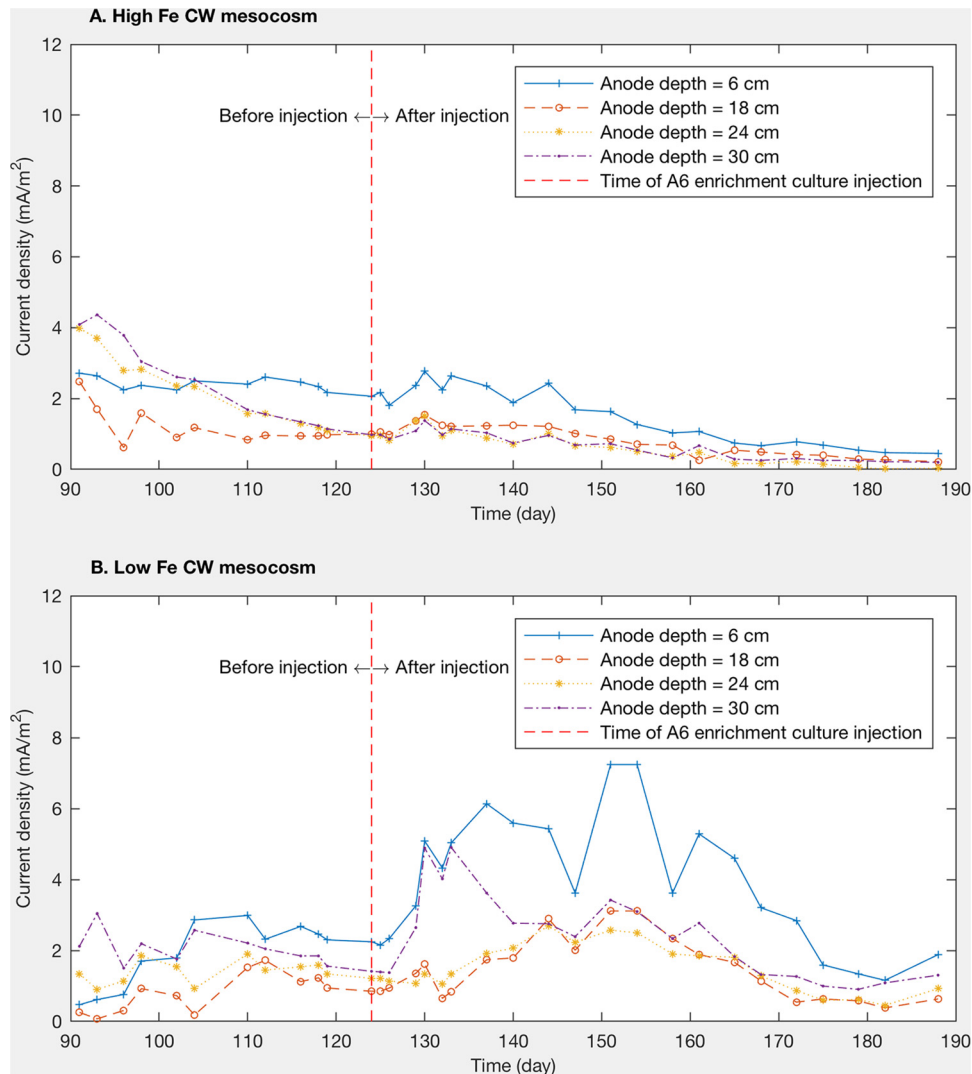 A. High Fe CW mesocosm
12
10
8
6
4
2
0
Current density (mA/m²)
Before injection ←→ After injection
Anode depth = 6 cm
Anode depth = 18 cm
Anode depth = 24 cm
Anode depth = 30 cm
Time of A6 enrichment culture injection
90 100 110 120 130 140 150 160 170 180 190
Time (day)
B. Low Fe CW mesocosm
12
10
8
6
4
2
0
Current density (mA/m²)
Before injection ←→ After injection
Anode depth = 6 cm
Anode depth = 18 cm
Anode depth = 24 cm
Anode depth = 30 cm
Time of A6 enrichment culture injection
90 100 110 120 130 140 150 160 170 180 190
Time (day)